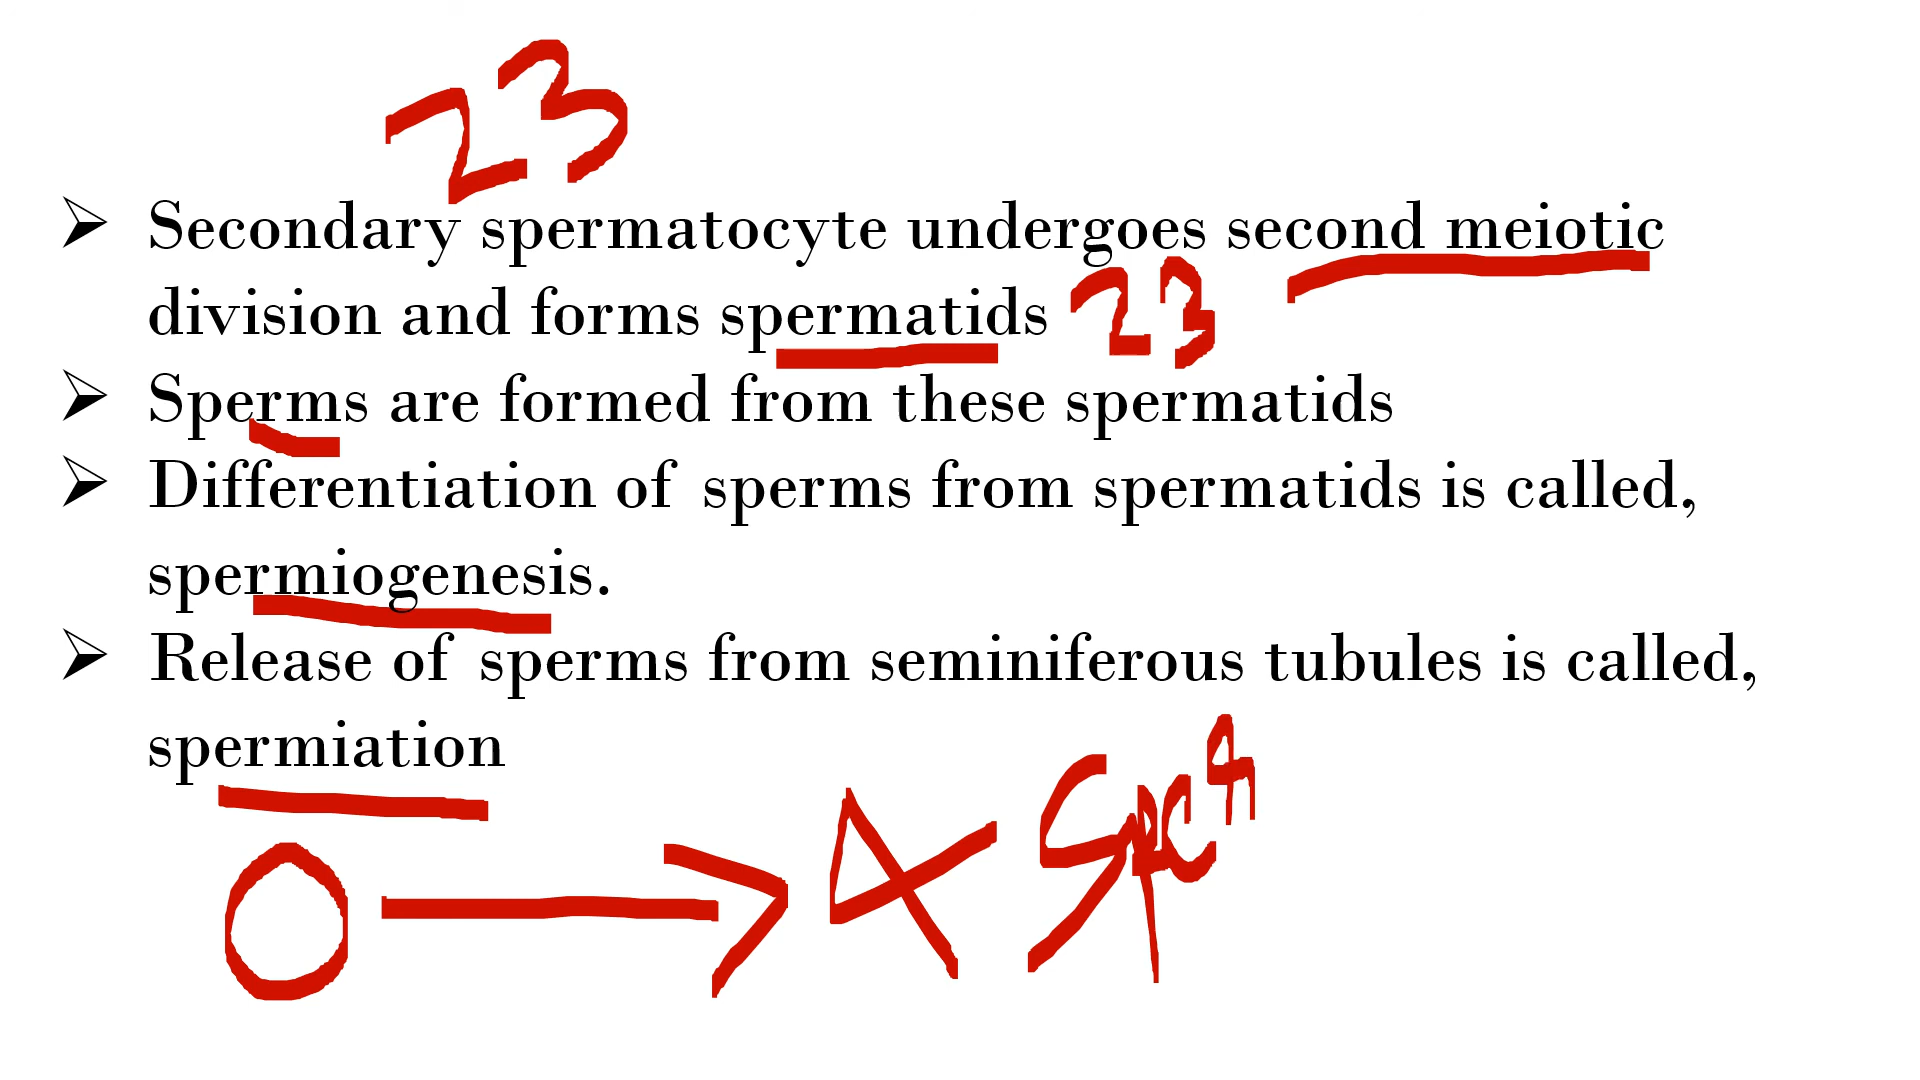 23
➢ Secondary spermatocyte undergoes second meiotic
division and forms spermatids 23
➢ Sperms are formed from these spermatids
➢ Differentiation of sperms from spermatids is called,
spermiogenesis.
➢ Release of sperms from seminiferous tubules is called,
spermiation
4